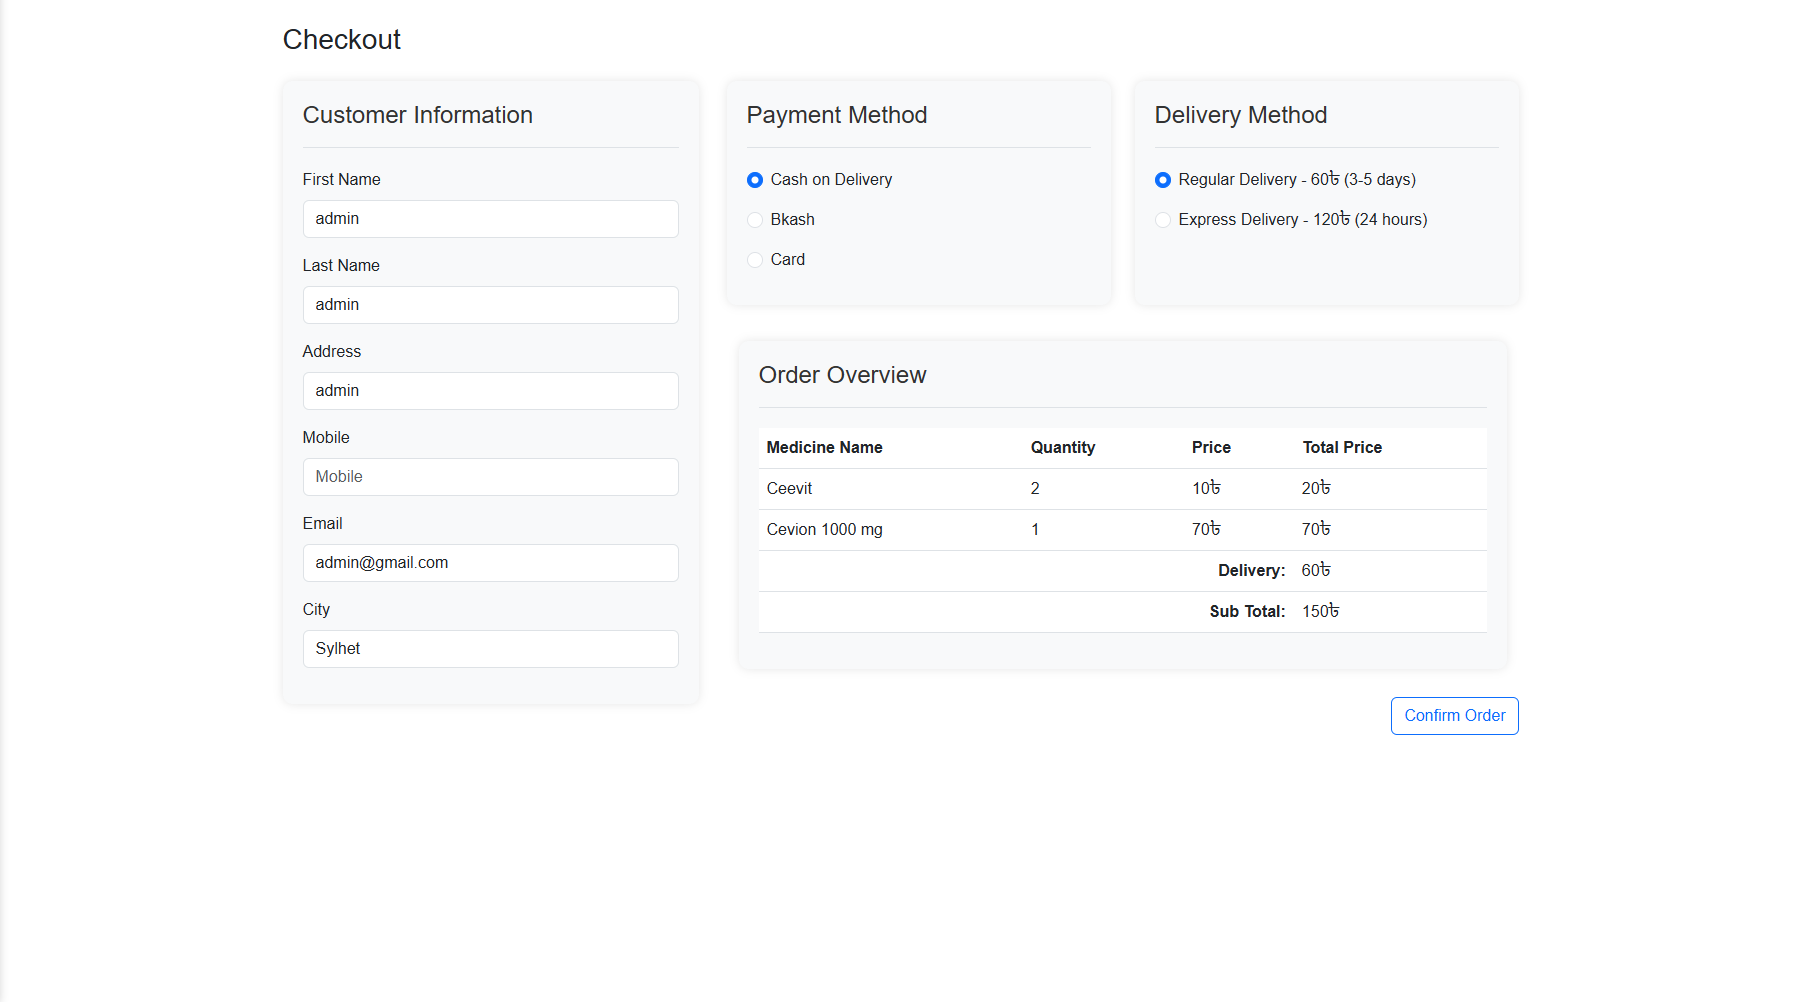 Checkout
Customer Information
First Name
admin
Last Name
admin
Address
admin
Mobile
Mobile
Email
admin@gmail.com
City
Sylhet
Payment Method
Cash on Delivery
Bkash
Card
Delivery Method
Regular Delivery - 60৳ (3-5 days)
Express Delivery - 120৳ (24 hours)
Order Overview
Medicine Name Quantity Price Total Price
Ceevit 2 10৳ 20৳
Cevion 1000 mg 1 70৳ 70৳
Delivery: 60৳
Sub Total: 150৳
Confirm Order